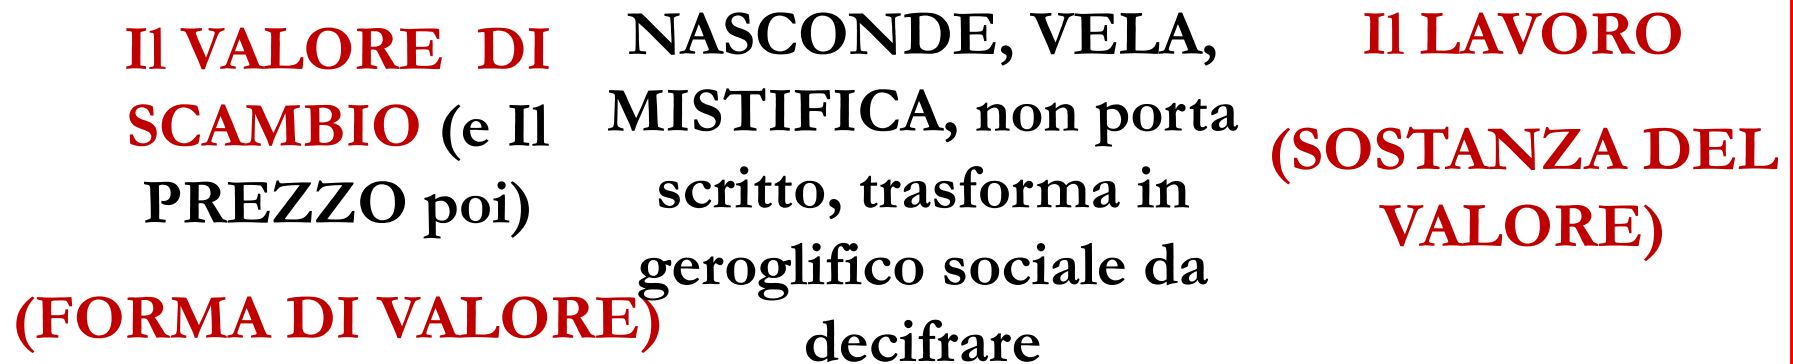 Il VALORE DI
SCAMBIO (e Il
PREZZO poi)
(FORMA DI VALORE)
NASCONDE, VELA,
MISTIFICA, non porta
scritto, trasforma in
geroglifico sociale da
decifrare
Il LAVORO
(SOSTANZA DEL
VALORE)